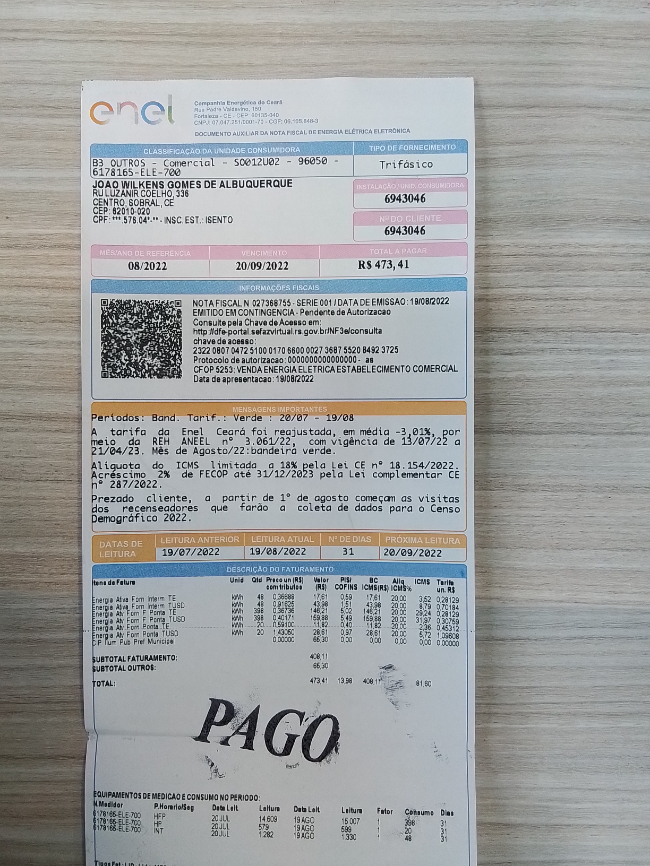 enel
Companhia Energética do Ceará
Rua Padre Valdevino, 150
Fortaleza - CE - CEP: 60135-040
DOCUMENTO AUXILIAR DA NOTA FISCAL DE ENERGIA ELÉTRICA ELETRÔNICA
CLASSIFICAÇÃO DA UNIDADE CONSUMIDORA
TIPO DE FORNECIMENTO
B3 OUTROS - Comercial - S0012U02 - 96050 -
6178165-ELE-700
Trifásico
JOAO WILKENS GOMES DE ALBUQUERQUE
RU LUZANIR COELHO, 336
CENTRO, SOBRAL, CE
CEP: 62010-020
CPF: ***.576.04*-** - INSC. EST.: ISENTO
INSTALAÇÃO / UNID. CONSUMIDORA
6943046
Nº DO CLIENTE
6943046
MÊS/ANO DE REFERÊNCIA
VENCIMENTO
TOTAL A PAGAR
08/2022
20/09/2022
R$ 473,41
INFORMAÇÕES FISCAIS
NOTA FISCAL N 027368755 - SERIE 001 / DATA DE EMISSAO: 19/08/2022
EMITIDO EM CONTINGENCIA - Pendente de Autorizacao
Consulte pela Chave de Acesso em:
http://dfe-portal.sefazvirtual.rs.gov.br/NF3e/consulta
chave de acesso:
2322 0807 0472 5100 0170 6600 0027 3687 5520 8492 3725
Protocolo de autorizacao: 0000000000000000 - as
CFOP 5253: VENDA ENERGIA ELETRICA ESTABELECIMENTO COMERCIAL
Data de apresentacao: 19/08/2022
MENSAGENS IMPORTANTES
Períodos: Band. Tarif.: Verde : 20/07 - 19/08
A tarifa da Enel Ceará foi reajustada, em média -3,01%, por
meio da REH ANEEL nº 3.061/22, com vigência de 13/07/22 a
21/04/23. Mês de Agosto/22:bandeira verde.
Aliquota do ICMS limitada a 18% pela Lei CE nº 18.154/2022.
Acréscimo 2% de FECOP até 31/12/2023 pela Lei complementar CE
nº 287/2022.
Prezado cliente, a partir de 1º de agosto começam as visitas
dos recenseadores que farão a coleta de dados para o Censo
Demográfico 2022.
DATAS DE LEITURA
LEITURA ANTERIOR
LEITURA ATUAL
Nº DE DIAS
PRÓXIMA LEITURA
19/07/2022
19/08/2022
31
20/09/2022
DESCRIÇÃO DO FATURAMENTO
Itens de Fatura Unid Qtd Preco un (R$) com tributos Valor (R$) PIS/ COFINS BC ICMS(R$) Aliq ICMS% ICMS Tarifa un. R$
Energia Ativa Forn Interm TE kWh 48 0,36688 17,61 0,59 17,61 20,00 3,52 0,28129
Energia Ativa Forn Interm TUSD kWh 48 0,91625 43,98 1,51 43,98 20,00 8,79 0,70184
Energia Atv Forn F. Ponta TE kWh 398 0,36736 146,21 5,02 146,21 20,00 29,24 0,28129
Energia Atv Forn F. Ponta TUSD kWh 398 0,40171 159,88 5,49 159,88 20,00 31,97 0,30759
Energia Atv Forn Ponta TE kWh 20 0,59100 11,82 0,40 11,82 20,00 2,36 0,45312
Energia Atv Forn Ponta TUSD kWh 20 1,43050 28,61 0,97 28,61 20,00 5,72 1,09608
CIP Ilum Pub Pref Municipal 0,00000 65,30 0,00 0,00 0,00 0,00 0,00000
SUBTOTAL FATURAMENTO: 408,11
SUBTOTAL OUTROS: 65,30
TOTAL: 473,41 13,98 408,11 81,60
PAGO
EQUIPAMENTOS DE MEDICAO E CONSUMO NO PERIODO:
N.Medidor P.Horario/Seg Data Leit. Leitura Data Leit. Leitura Fator Consumo Dias
6178165-ELE-700 HFP 20 JUL 14.609 19 AGO 15.007 1 398 31
6178165-ELE-700 HP 20 JUL 579 19 AGO 599 1 20 31
6178165-ELE-700 INT 20 JUL 1.282 19 AGO 1.330 1 48 31